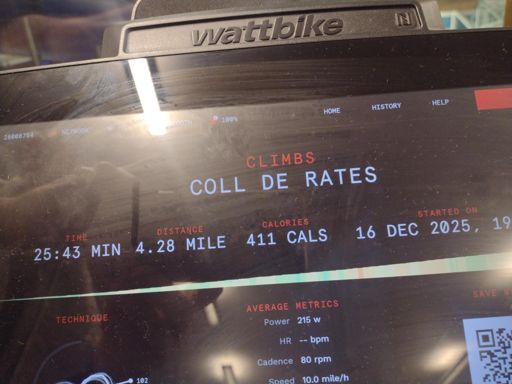 wattbike
N
100%
HOME HISTORY HELP
CLIMBS
COLL DE RATES
TIME DISTANCE CALORIES STARTED ON
25:43 MIN 4.28 MILE 411 CALS 16 DEC 2025, 19
TECHNIQUE AVERAGE METRICS SAVE
Power 215 w
HR -- bpm
Cadence 80 rpm
Speed 10.0 mile/h
102